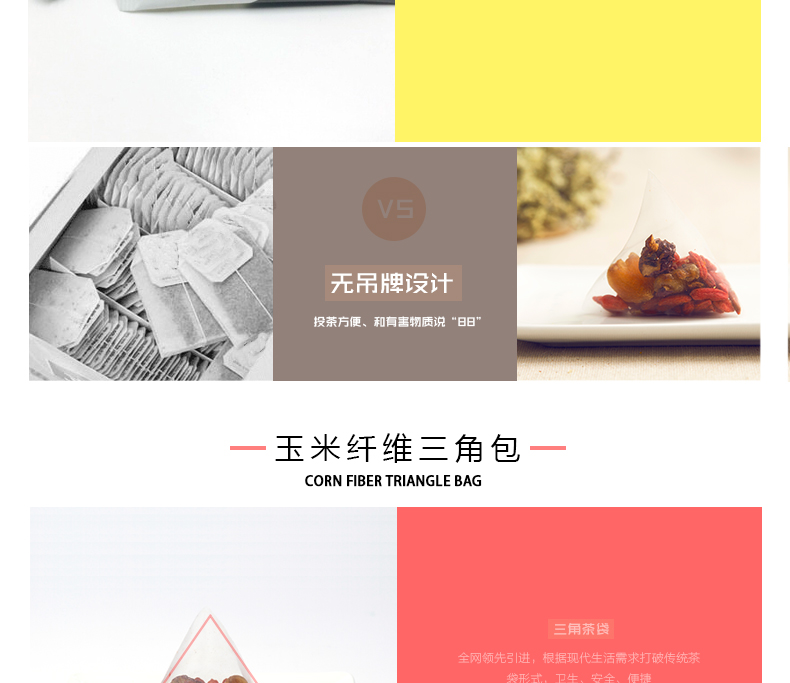 VS
无吊牌设计
投茶方便、和有害物质说“88”
玉米纤维三角包
CORN FIBER TRIANGLE BAG
三角茶袋
全网领先引进，根据现代生活需求打破传统茶
袋形式，卫生、安全、便捷